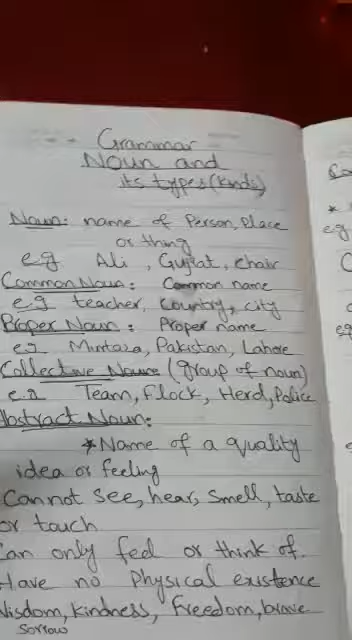 Grammar
Noun and
its types (kinds)
Noun: name of Person, Place
or thing
e.g Ali, Gujrat, chair
Common Noun: Common name
e.g teacher, country, city
Proper Noun: Proper name
e.g Pakistan, Lahore
Collective Noun (group of noun)
e.g Team, Flock, Herd, Police
Abstract Noun:
*Name of a quality
idea or feeling
Cannot see, hear, smell, taste
or touch
Can only feel or think of.
Have no Physical existence
Wisdom, kindness, freedom, brave
sorrow